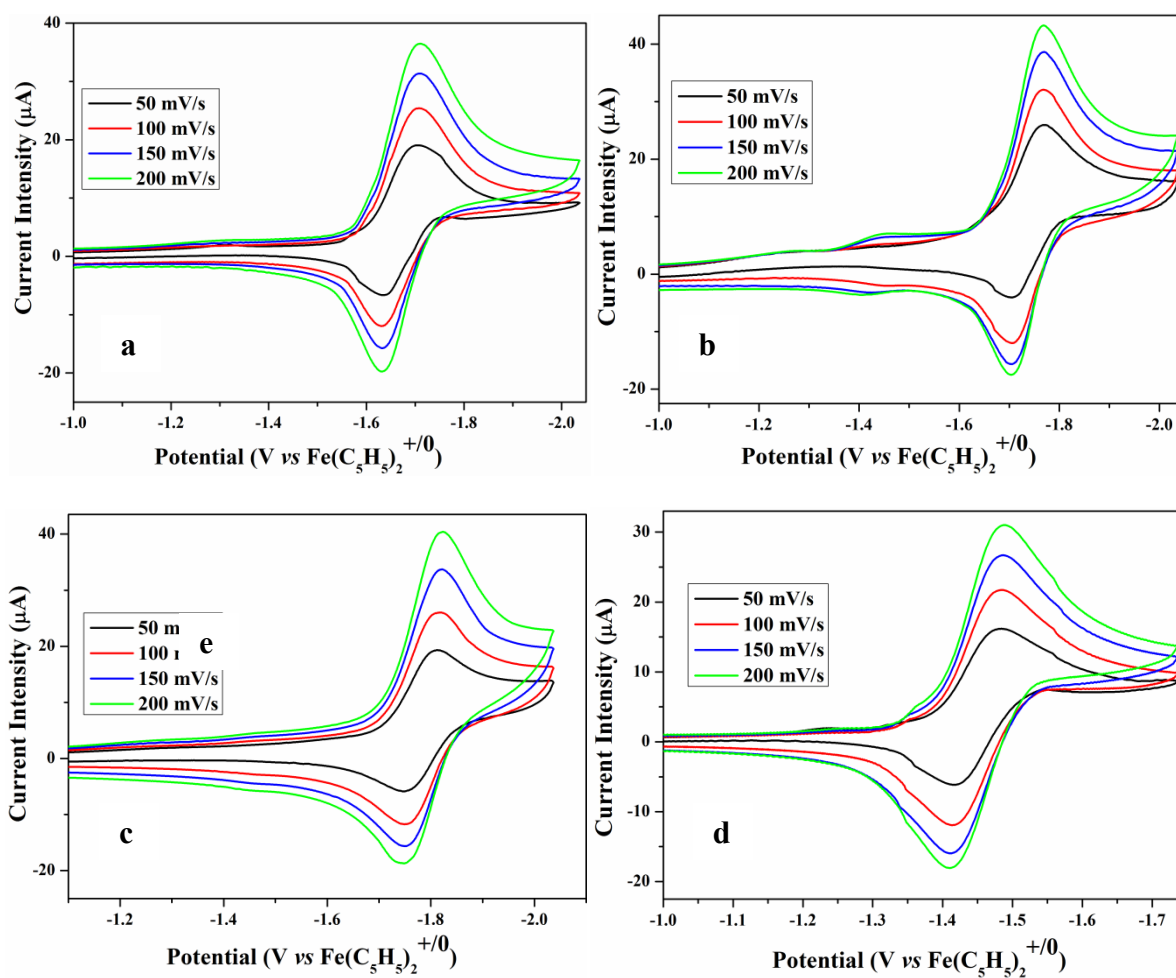 40
20
0
-20
Current Intensity (μA)
50 mV/s
100 mV/s
150 mV/s
200 mV/s
a
-1.0 -1.2 -1.4 -1.6 -1.8 -2.0
Potential (V vs Fe(C₅H₅)₂⁺/⁰)
40
20
0
-20
Current Intensity (μA)
50 mV/s
100 mV/s
150 mV/s
200 mV/s
b
-1.0 -1.2 -1.4 -1.6 -1.8 -2.0
Potential (V vs Fe(C₅H₅)₂⁺/⁰)
40
20
0
-20
Current Intensity (μA)
50 m
100
150 mV/s
200 mV/s
e
c
-1.2 -1.4 -1.6 -1.8 -2.0
Potential (V vs Fe(C₅H₅)₂⁺/⁰)
30
20
10
0
-10
-20
Current Intensity (μA)
50 mV/s
100 mV/s
150 mV/s
200 mV/s
d
-1.0 -1.1 -1.2 -1.3 -1.4 -1.5 -1.6 -1.7
Potential (V vs Fe(C₅H₅)₂⁺/⁰)